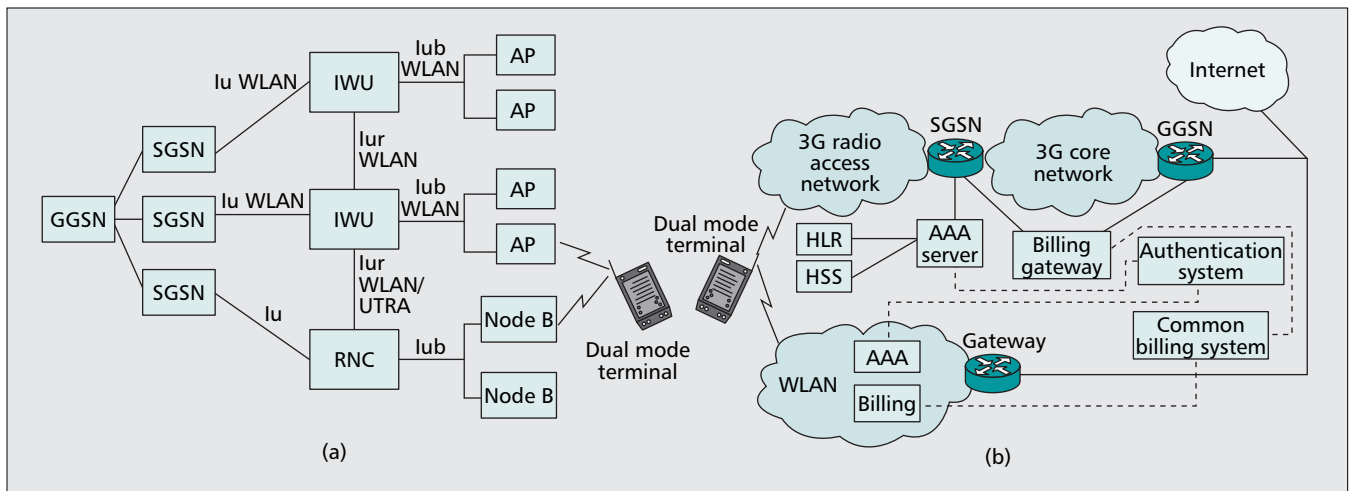 GGSN
SGSN
SGSN
SGSN
Iu WLAN
Iu WLAN
Iu
IWU
IWU
RNC
Iur
WLAN
Iur
WLAN/
UTRA
Iub
WLAN
Iub
WLAN
Iub
AP
AP
AP
AP
Node B
Node B
Dual mode
terminal
(a)
Dual mode
terminal
3G radio
access
network
SGSN
3G core
network
GGSN
Internet
HLR
HSS
AAA
server
Billing
gateway
Authentication
system
Common
billing system
WLAN
AAA
Billing
Gateway
(b)